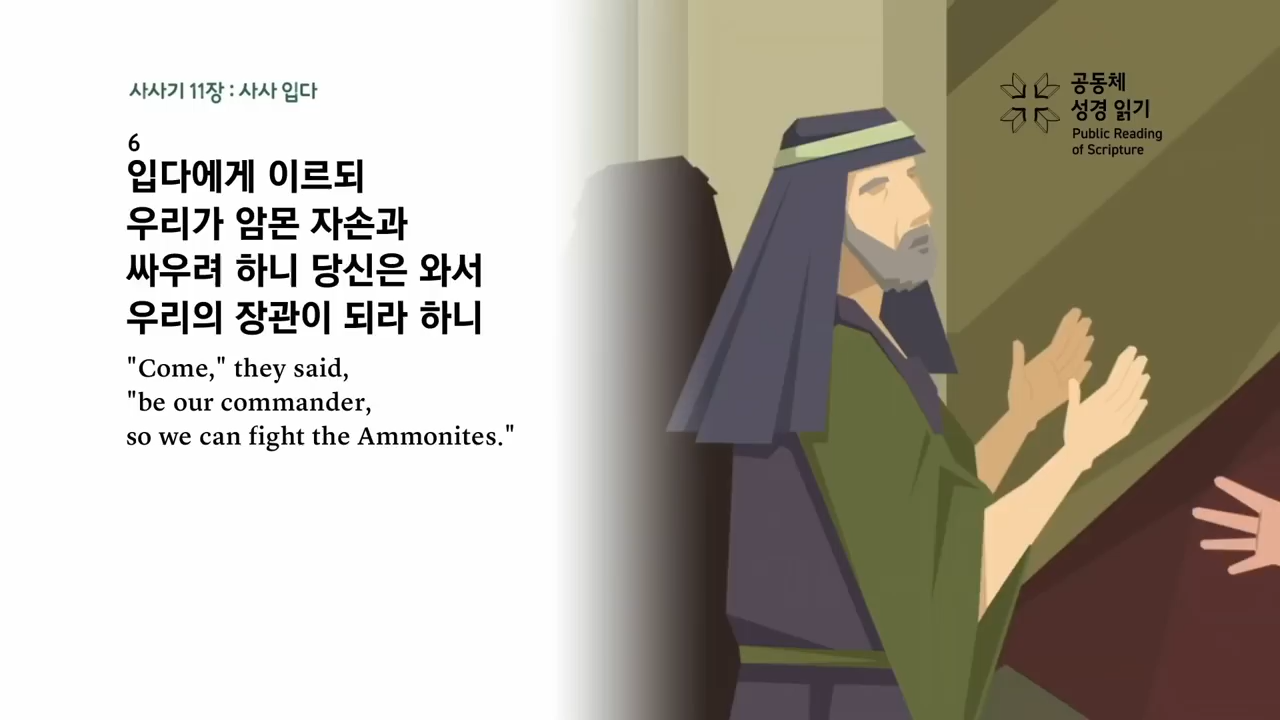 사사기 11장 : 사사 입다
6
입다에게 이르되
우리가 암몬 자손과
싸우려 하니 당신은 와서
우리의 장관이 되라 하니
"Come," they said,
"be our commander,
so we can fight the Ammonites."
공동체
성경 읽기
Public Reading
of Scripture